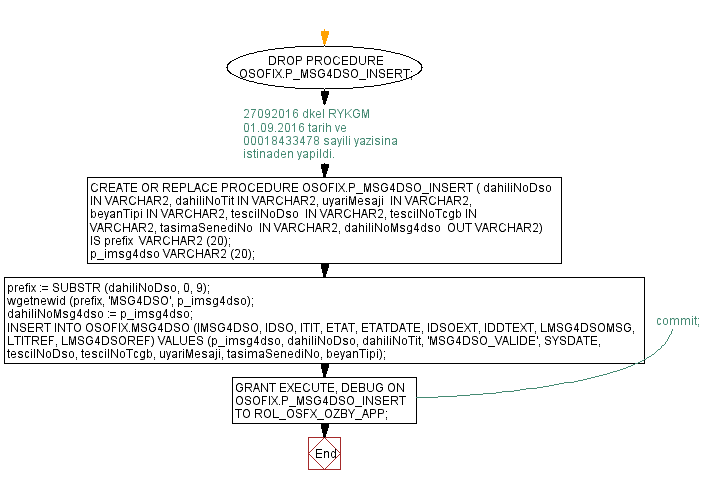 DROP PROCEDURE
OSOFIX.P_MSG4DSO_INSERT;
27092016 dkel RYKGM
01.09.2016 tarih ve
00018433478 sayili yazisina
istinaden yapildi.
CREATE OR REPLACE PROCEDURE OSOFIX.P_MSG4DSO_INSERT ( dahiliNoDso
IN VARCHAR2, dahiliNoTit IN VARCHAR2, uyariMesaji IN VARCHAR2,
beyanTipi IN VARCHAR2, tescilNoDso IN VARCHAR2, tescilNoTcgb IN
VARCHAR2, tasimaSenediNo IN VARCHAR2, dahiliNoMsg4dso OUT VARCHAR2)
IS prefix VARCHAR2 (20);
p_imsg4dso VARCHAR2 (20);
prefix := SUBSTR (dahiliNoDso, 0, 9);
wgetnewid (prefix, 'MSG4DSO', p_imsg4dso);
dahiliNoMsg4dso := p_imsg4dso;
INSERT INTO OSOFIX.MSG4DSO (IMSG4DSO, IDSO, ITIT, ETAT, ETATDATE, IDSOEXT, IDDTEXT, LMSG4DSOMSG,
LTITREF, LMSG4DSOREF) VALUES (p_imsg4dso, dahiliNoDso, dahiliNoTit, 'MSG4DSO_VALIDE', SYSDATE,
tescilNoDso, tescilNoTcgb, uyariMesaji, tasimaSenediNo, beyanTipi);
commit;
GRANT EXECUTE, DEBUG ON
OSOFIX.P_MSG4DSO_INSERT
TO ROL_OSFX_OZBY_APP;
End